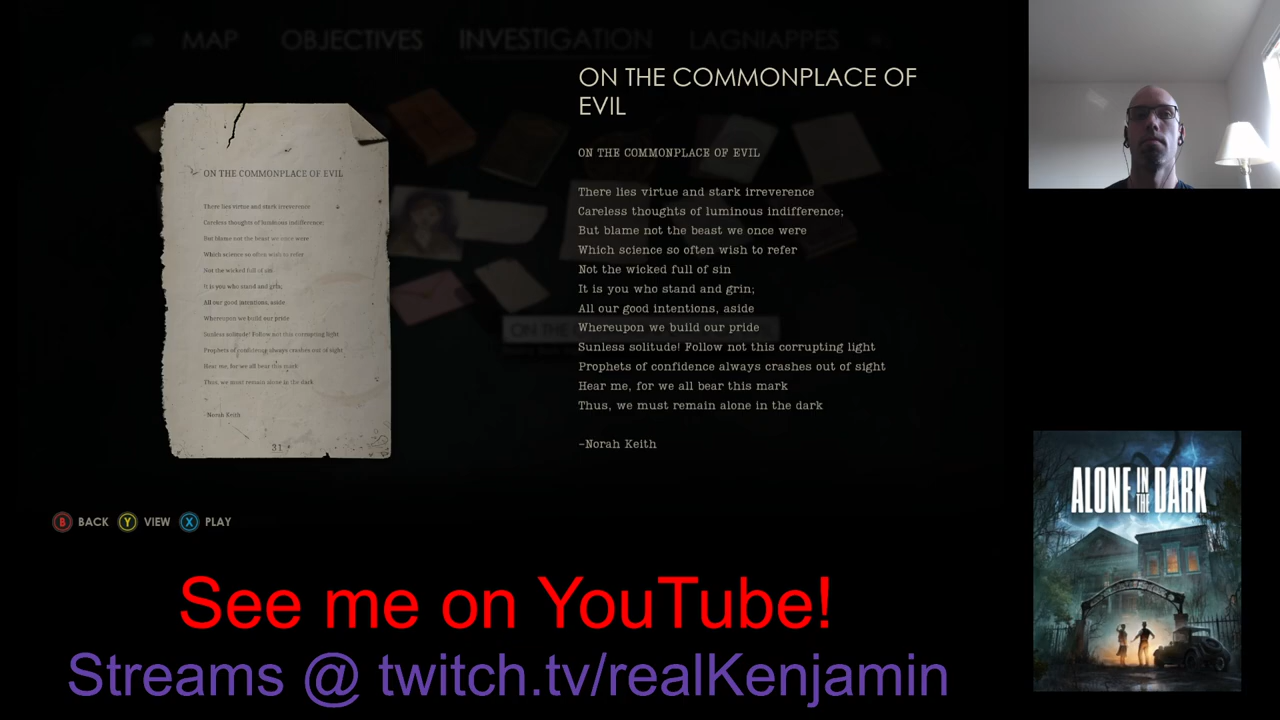 MAP OBJECTIVES INVESTIGATION LAGNIAPPES
ON THE COMMONPLACE OF EVIL
There lies virtue and stark irreverence
Careless thoughts of luminous indifference;
But blame not the beast we once were
Which science so often wish to refer
Not the wicked full of sin
It is you who stand and grin;
All our good intentions, aside
Whereupon we build our pride
Sunless solitude! Follow not this corrupting light
Prophets of confidence always crashes out of sight
Hear me, for we all bear this mark
Thus, we must remain alone in the dark
-Norah Keith
31
ON THE COMMONPLACE OF
EVIL
ON THE COMMONPLACE OF EVIL
There lies virtue and stark irreverence
Careless thoughts of luminous indifference;
But blame not the beast we once were
Which science so often wish to refer
Not the wicked full of sin
It is you who stand and grin;
All our good intentions, aside
Whereupon we build our pride
Sunless solitude! Follow not this corrupting light
Prophets of confidence always crashes out of sight
Hear me, for we all bear this mark
Thus, we must remain alone in the dark
-Norah Keith
B BACK Y VIEW X PLAY
ALONE IN THE DARK
See me on YouTube!
Streams @ twitch.tv/realKenjamin